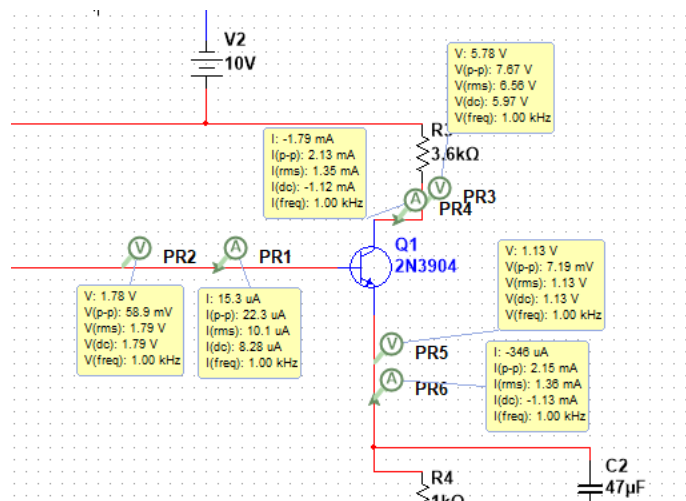 V2
10V
V: 5.78 V
V(p-p): 7.67 V
V(rms): 6.56 V
V(dc): 5.97 V
V(freq): 1.00 kHz
I: -1.79 mA
I(p-p): 2.13 mA
I(rms): 1.35 mA
I(dc): -1.12 mA
I(freq): 1.00 kHz
3.6kΩ
PR3
PR4
Q1
2N3904
PR2
PR1
V: 1.78 V
V(p-p): 58.9 mV
V(rms): 1.79 V
V(dc): 1.79 V
V(freq): 1.00 kHz
I: 15.3 uA
I(p-p): 22.3 uA
I(rms): 10.1 uA
I(dc): 8.28 uA
I(freq): 1.00 kHz
V: 1.13 V
V(p-p): 7.19 mV
V(rms): 1.13 V
V(dc): 1.13 V
V(freq): 1.00 kHz
PR5
I: -346 uA
I(p-p): 2.15 mA
I(rms): 1.36 mA
I(dc): -1.13 mA
I(freq): 1.00 kHz
PR6
R4
1kΩ
C2
47µF
V
A
V
A
V
A